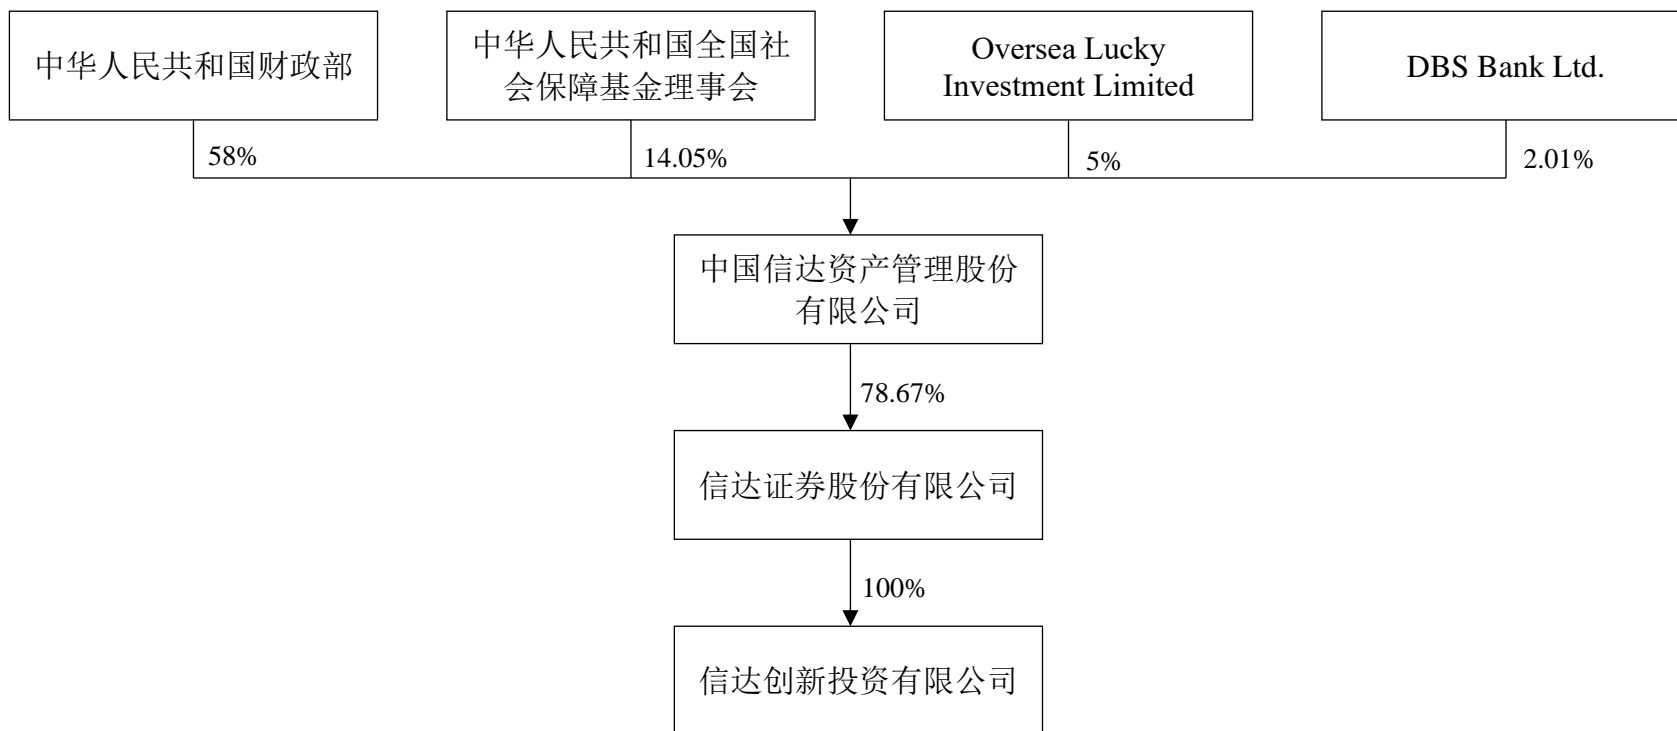 中华人民共和国财政部
中华人民共和国全国社
会保障基金理事会
Oversea Lucky
Investment Limited
DBS Bank Ltd.
58%
14.05%
5%
2.01%
中国信达资产管理股份
有限公司
78.67%
信达证券股份有限公司
100%
信达创新投资有限公司